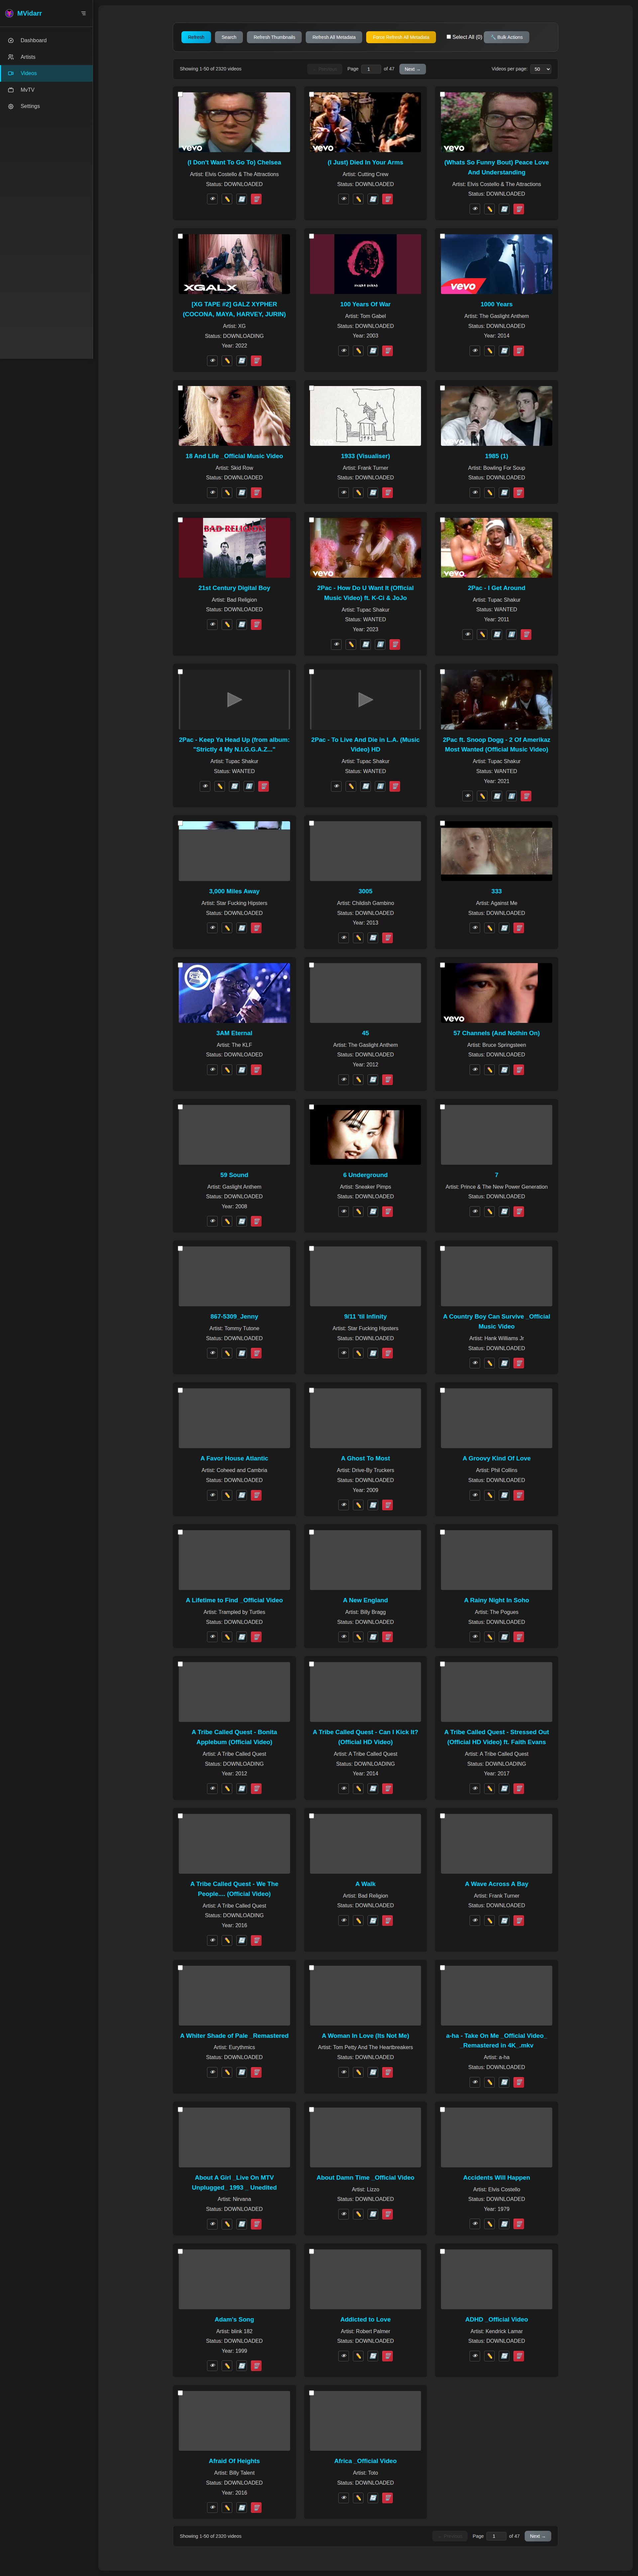 MVidarr
Dashboard
Artists
Videos
MvTV
Settings
Refresh Search Refresh Thumbnails Refresh All Metadata Force Refresh All Metadata Select All (0) Bulk Actions
Showing 1-50 of 2320 videos Page 1 of 47 Next → Videos per page: 50
vevo vevo vevo
(I Don't Want To Go To) Chelsea
Artist: Elvis Costello & The Attractions
Status: DOWNLOADED
(I Just) Died In Your Arms
Artist: Cutting Crew
Status: DOWNLOADED
(Whats So Funny Bout) Peace Love
And Understanding
Artist: Elvis Costello & The Attractions
Status: DOWNLOADED
XGALX
[XG TAPE #2] GALZ XYPHER
(COCONA, MAYA, HARVEY, JURIN)
Artist: XG
Status: DOWNLOADING
Year: 2022
100 Years Of War
Artist: Tom Gabel
Status: DOWNLOADED
Year: 2003
vevo
1000 Years
Artist: The Gaslight Anthem
Status: DOWNLOADED
Year: 2014
18 And Life _Official Music Video
Artist: Skid Row
Status: DOWNLOADED
1933 (Visualiser)
Artist: Frank Turner
Status: DOWNLOADED
vevo
1985 (1)
Artist: Bowling For Soup
Status: DOWNLOADED
BAD RELIGION
21st Century Digital Boy
Artist: Bad Religion
Status: DOWNLOADED
vevo
2Pac - How Do U Want It (Official
Music Video) ft. K-Ci & JoJo
Artist: Tupac Shakur
Status: WANTED
Year: 2023
vevo
2Pac - I Get Around
Artist: Tupac Shakur
Status: WANTED
Year: 2011
2Pac - Keep Ya Head Up (from album:
"Strictly 4 My N.I.G.G.A.Z..."
Artist: Tupac Shakur
Status: WANTED
2Pac - To Live And Die in L.A. (Music
Video) HD
Artist: Tupac Shakur
Status: WANTED
2Pac ft. Snoop Dogg - 2 Of Amerikaz
Most Wanted (Official Music Video)
Artist: Tupac Shakur
Status: WANTED
Year: 2021
3,000 Miles Away
Artist: Star Fucking Hipsters
Status: DOWNLOADED
3005
Artist: Childish Gambino
Status: DOWNLOADED
Year: 2013
333
Artist: Against Me
Status: DOWNLOADED
3AM Eternal
Artist: The KLF
Status: DOWNLOADED
45
Artist: The Gaslight Anthem
Status: DOWNLOADED
Year: 2012
vevo
57 Channels (And Nothin On)
Artist: Bruce Springsteen
Status: DOWNLOADED
59 Sound
Artist: Gaslight Anthem
Status: DOWNLOADED
Year: 2008
6 Underground
Artist: Sneaker Pimps
Status: DOWNLOADED
7
Artist: Prince & The New Power Generation
Status: DOWNLOADED
867-5309_Jenny
Artist: Tommy Tutone
Status: DOWNLOADED
9/11 'til Infinity
Artist: Star Fucking Hipsters
Status: DOWNLOADED
A Country Boy Can Survive _Official
Music Video
Artist: Hank Williams Jr
Status: DOWNLOADED
A Favor House Atlantic
Artist: Coheed and Cambria
Status: DOWNLOADED
A Ghost To Most
Artist: Drive-By Truckers
Status: DOWNLOADED
Year: 2009
A Groovy Kind Of Love
Artist: Phil Collins
Status: DOWNLOADED
A Lifetime to Find _Official Video
Artist: Trampled by Turtles
Status: DOWNLOADED
A New England
Artist: Billy Bragg
Status: DOWNLOADED
A Rainy Night In Soho
Artist: The Pogues
Status: DOWNLOADED
A Tribe Called Quest - Bonita
Applebum (Official Video)
Artist: A Tribe Called Quest
Status: DOWNLOADING
Year: 2012
A Tribe Called Quest - Can I Kick It?
(Official HD Video)
Artist: A Tribe Called Quest
Status: DOWNLOADING
Year: 2014
A Tribe Called Quest - Stressed Out
(Official HD Video) ft. Faith Evans
Artist: A Tribe Called Quest
Status: DOWNLOADING
Year: 2017
A Tribe Called Quest - We The
People.... (Official Video)
Artist: A Tribe Called Quest
Status: DOWNLOADING
Year: 2016
A Walk
Artist: Bad Religion
Status: DOWNLOADED
A Wave Across A Bay
Artist: Frank Turner
Status: DOWNLOADED
A Whiter Shade of Pale _Remastered
Artist: Eurythmics
Status: DOWNLOADED
A Woman In Love (Its Not Me)
Artist: Tom Petty And The Heartbreakers
Status: DOWNLOADED
a-ha - Take On Me _Official Video_
_Remastered in 4K_.mkv
Artist: a-ha
Status: DOWNLOADED
About A Girl _Live On MTV
Unplugged_ 1993 _ Unedited
Artist: Nirvana
Status: DOWNLOADED
About Damn Time _Official Video
Artist: Lizzo
Status: DOWNLOADED
Accidents Will Happen
Artist: Elvis Costello
Status: DOWNLOADED
Year: 1979
Adam's Song
Artist: blink 182
Status: DOWNLOADED
Year: 1999
Addicted to Love
Artist: Robert Palmer
Status: DOWNLOADED
ADHD _Official Video
Artist: Kendrick Lamar
Status: DOWNLOADED
Afraid Of Heights
Artist: Billy Talent
Status: DOWNLOADED
Year: 2016
Africa _Official Video
Artist: Toto
Status: DOWNLOADED
Showing 1-50 of 2320 videos Page 1 of 47 Next →